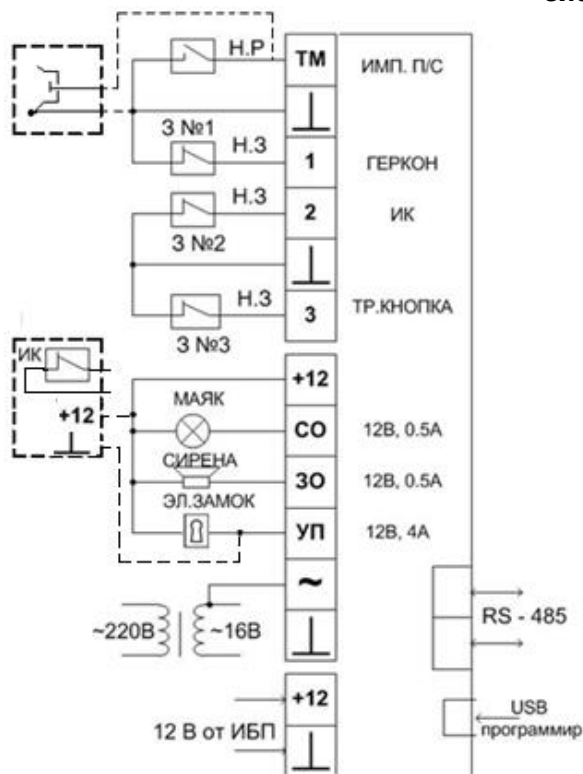 Н.Р
ТМ
ИМП. П/С
З №1
Н.З
1
ГЕРКОН
Н.З
2
ИК
З №2
Н.З
3
ТР.КНОПКА
З №3
ИК
+12
+12
МАЯК
СО
12В, 0.5А
СИРЕНА
ЗО
12В, 0.5А
ЭЛ.ЗАМОК
УП
12В, 4А
~
~220В
~16В
RS - 485
+12
12 В от ИБП
USB
программир